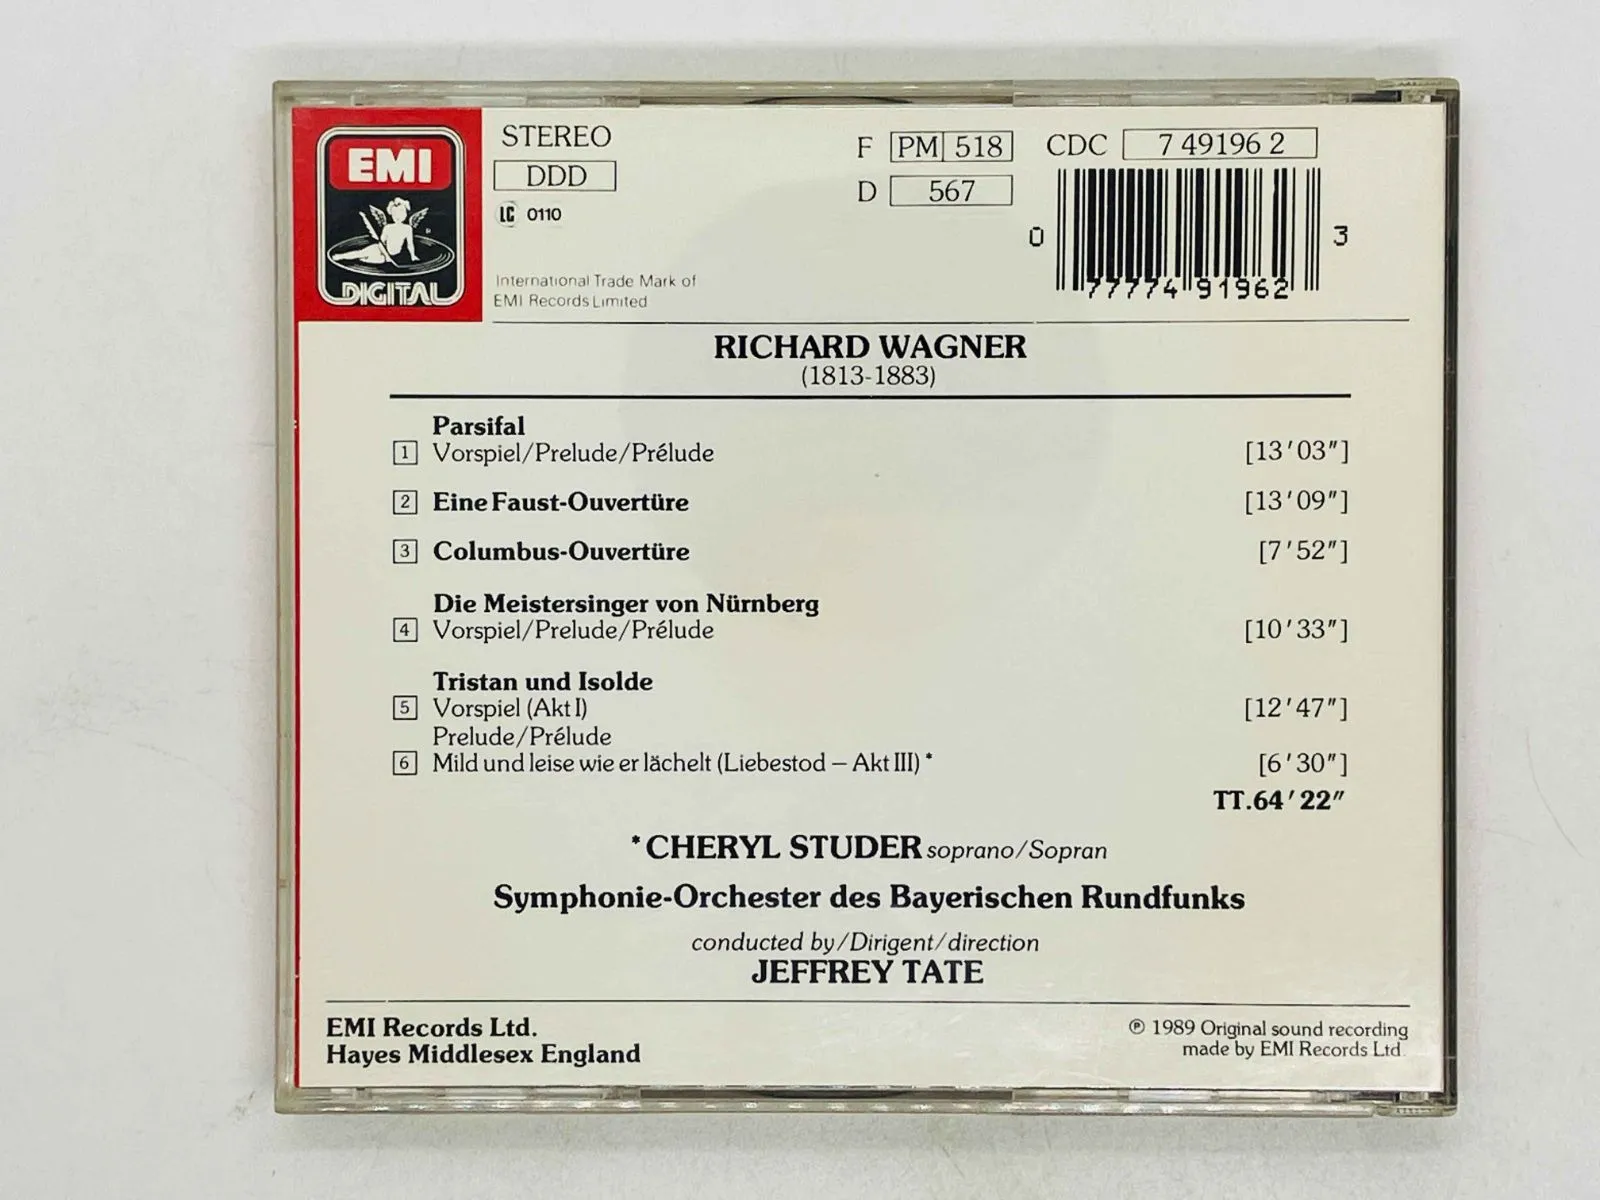 EMI
DIGITAL
STEREO
DDD
LC 0110
International Trade Mark of
EMI Records Limited
F PM 518
D 567
CDC 7 49196 2
0 77774 91962 3
RICHARD WAGNER
(1813-1883)
Parsifal
1 Vorspiel/Prelude/Prélude [13'03"]
2 Eine Faust-Ouvertüre [13'09"]
3 Columbus-Ouvertüre [7'52"]
Die Meistersinger von Nürnberg
4 Vorspiel/Prelude/Prélude [10'33"]
Tristan und Isolde
5 Vorspiel (Akt I) [12'47"]
Prelude/Prélude
6 Mild und leise wie er lächelt (Liebestod – Akt III)* [6'30"]
TT.64'22"
*CHERYL STUDER soprano/Sopran
Symphonie-Orchester des Bayerischen Rundfunks
conducted by/Dirigent/direction
JEFFREY TATE
EMI Records Ltd.
Hayes Middlesex England
℗ 1989 Original sound recording
made by EMI Records Ltd.